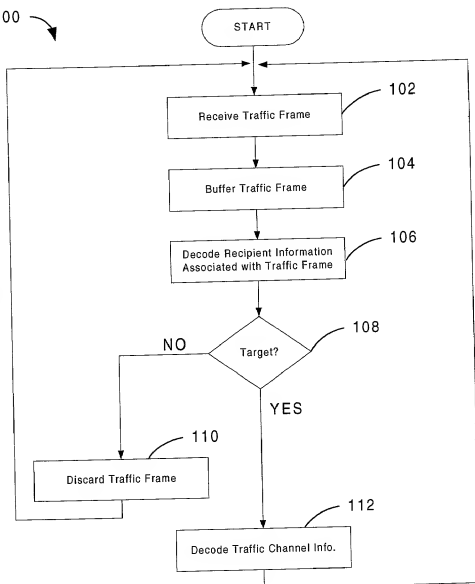 00
START
102
Receive Traffic Frame
104
Buffer Traffic Frame
106
Decode Recipient Information
Associated with Traffic Frame
108
Target?
NO
YES
110
Discard Traffic Frame
112
Decode Traffic Channel Info.